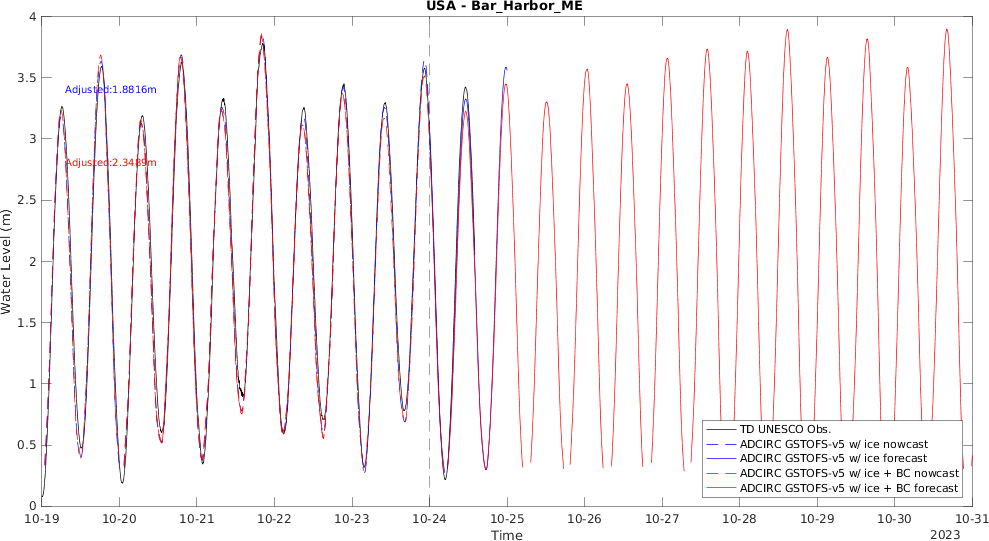 USA - Bar_Harbor_ME
4
3.5
3
2.5
2
1.5
1
0.5
0
Water Level (m)
Adjusted:1.8816m
Adjusted:2.3489m
TD UNESCO Obs.
ADCIRC GSTOFS-v5 w/ ice nowcast
ADCIRC GSTOFS-v5 w/ ice forecast
ADCIRC GSTOFS-v5 w/ ice + BC nowcast
ADCIRC GSTOFS-v5 w/ ice + BC forecast
10-19 10-20 10-21 10-22 10-23 10-24 10-25 10-26 10-27 10-28 10-29 10-30 10-31
Time
2023